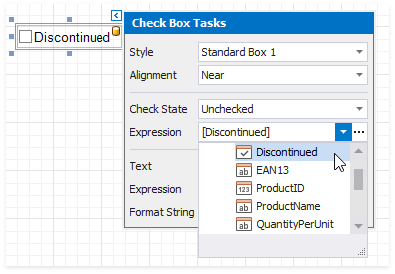 Discontinued
Check Box Tasks
Style Standard Box 1
Alignment Near
Check State Unchecked
Expression [Discontinued]
Text
Expression
Format String
Discontinued
ab EAN13
123 ProductID
ab ProductName
ab QuantityPerUnit